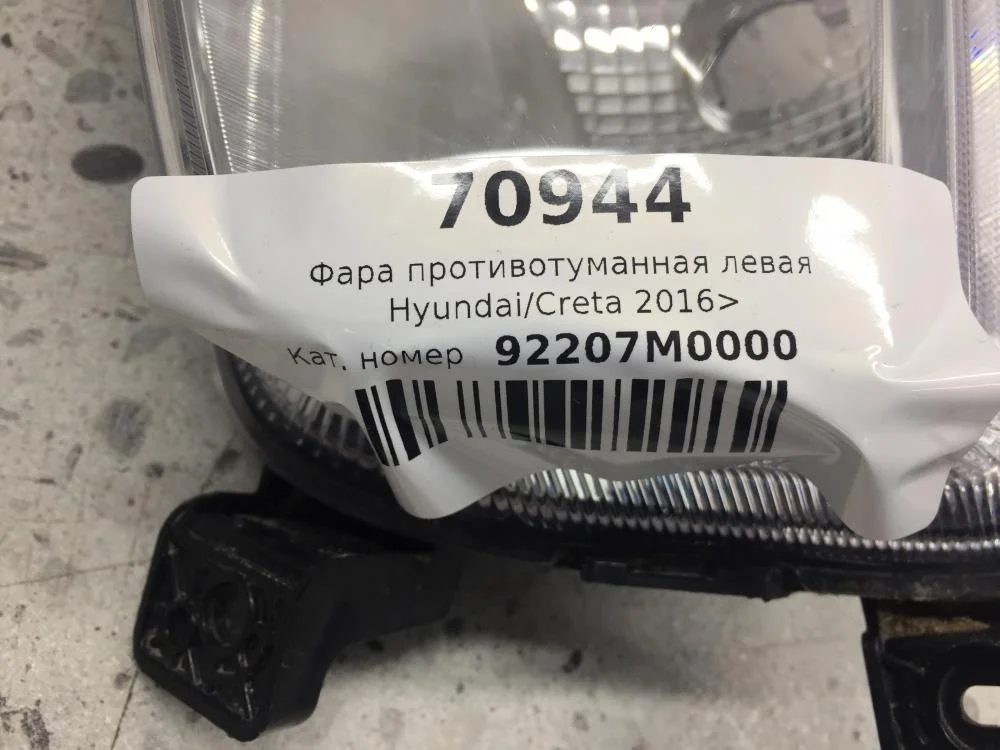 70944
Фара противотуманная левая
Hyundai/Creta 2016>
Кат. номер 92207M0000